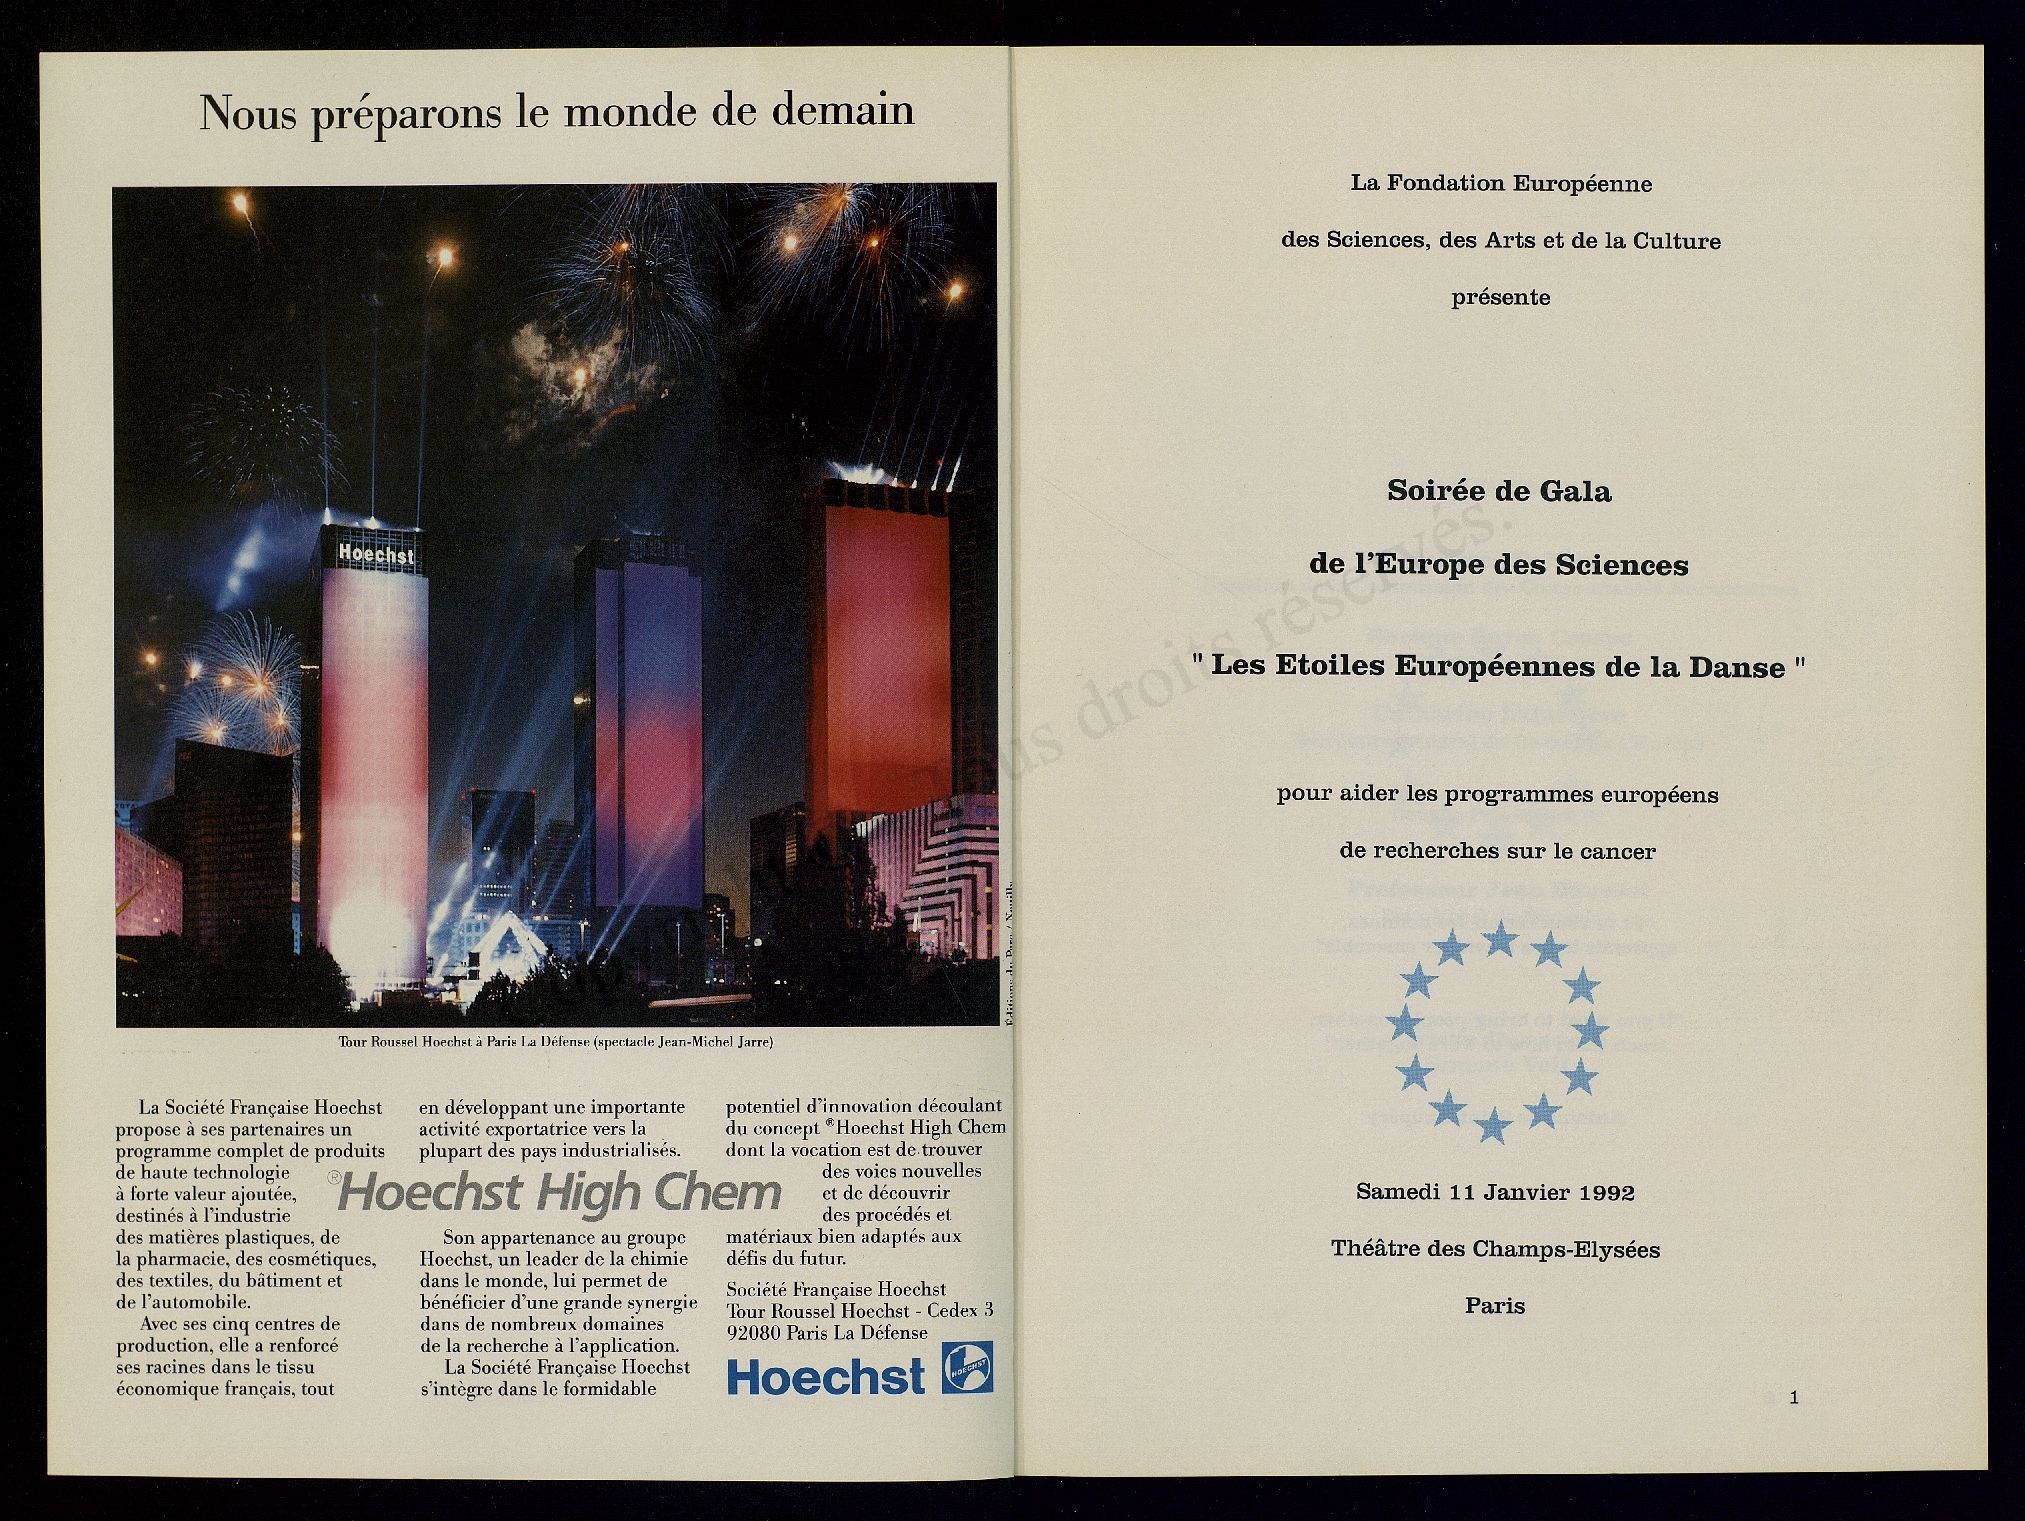 Nous préparons le monde de demain
Hoechst
Tour Roussel Hoechst à Paris La Défense (spectacle Jean-Michel Jarre)
La Société Française Hoechst
propose à ses partenaires un
programme complet de produits
de haute technologie
à forte valeur ajoutée,
destinés à l'industrie
des matières plastiques, de
la pharmacie, des cosmétiques,
des textiles, du bâtiment et
de l'automobile.
Avec ses cinq centres de
production, elle a renforcé
ses racines dans le tissu
économique français, tout
en développant une importante
activité exportatrice vers la
plupart des pays industrialisés.
®Hoechst High Chem
Son appartenance au groupe
Hoechst, un leader de la chimie
dans le monde, lui permet de
bénéficier d'une grande synergie
dans de nombreux domaines
de la recherche à l'application.
La Société Française Hoechst
s'intègre dans le formidable
potentiel d'innovation découlant
du concept ®Hoechst High Chem
dont la vocation est de trouver
des voies nouvelles
et de découvrir
des procédés et
matériaux bien adaptés aux
défis du futur.
Société Française Hoechst
Tour Roussel Hoechst - Cedex 3
92080 Paris La Défense
Hoechst
HOECHST
La Fondation Européenne
des Sciences, des Arts et de la Culture
présente
Soirée de Gala
de l'Europe des Sciences
" Les Etoiles Européennes de la Danse "
pour aider les programmes européens
de recherches sur le cancer
Samedi 11 Janvier 1992
Théâtre des Champs-Elysées
Paris
1
droits réservés.